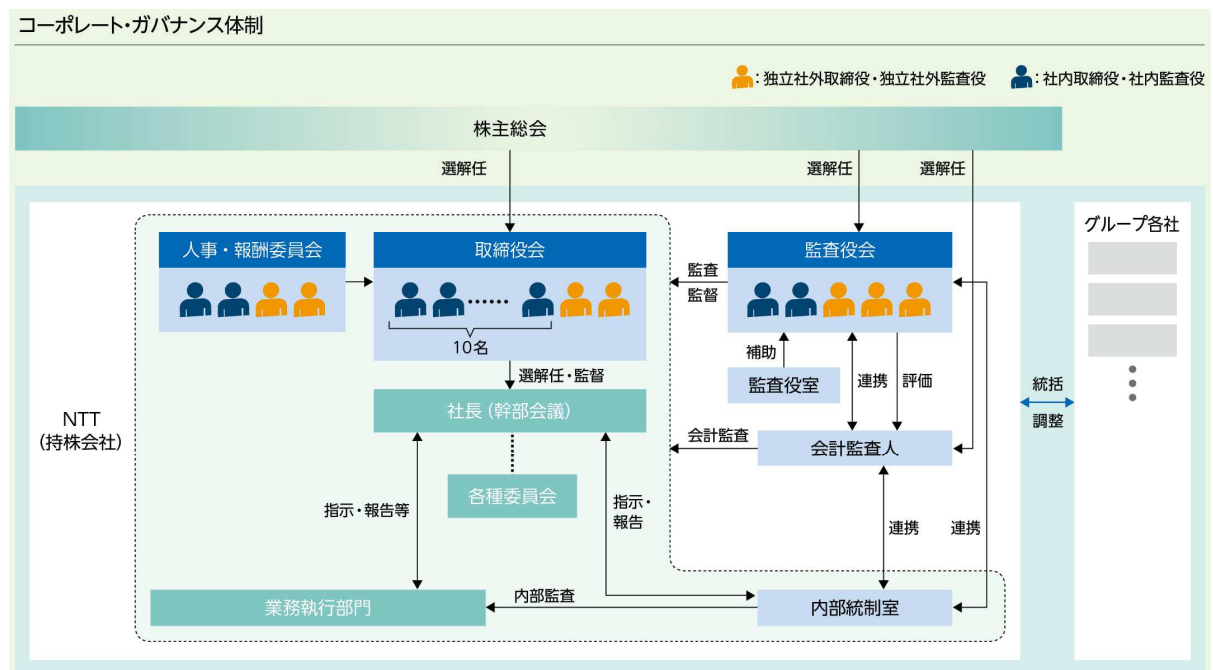 コーポレート・ガバナンス体制
：独立社外取締役・独立社外監査役
：社内取締役・社内監査役
株主総会
選解任
選解任
選解任
グループ各社
人事・報酬委員会
取締役会
監査役会
監査
監督
……
10名
補助
選解任・監督
監査役室
連携
評価
統括
調整
NTT
（持株会社）
社長（幹部会議）
会計監査
会計監査人
各種委員会
指示・報告等
指示・
報告
連携
連携
業務執行部門
内部監査
内部統制室